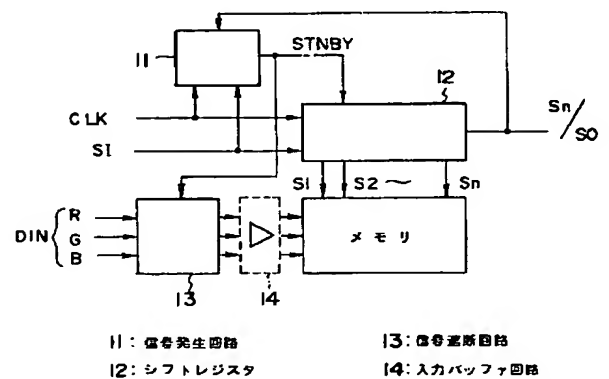 STNBY
11
12
CLK
SI
Sn/SO
S1 S2 ～ Sn
DIN { R
G
B
メモリ
13
14
11: 信号発生回路
12: シフトレジスタ
13: 信号遮断回路
14: 入力バッファ回路